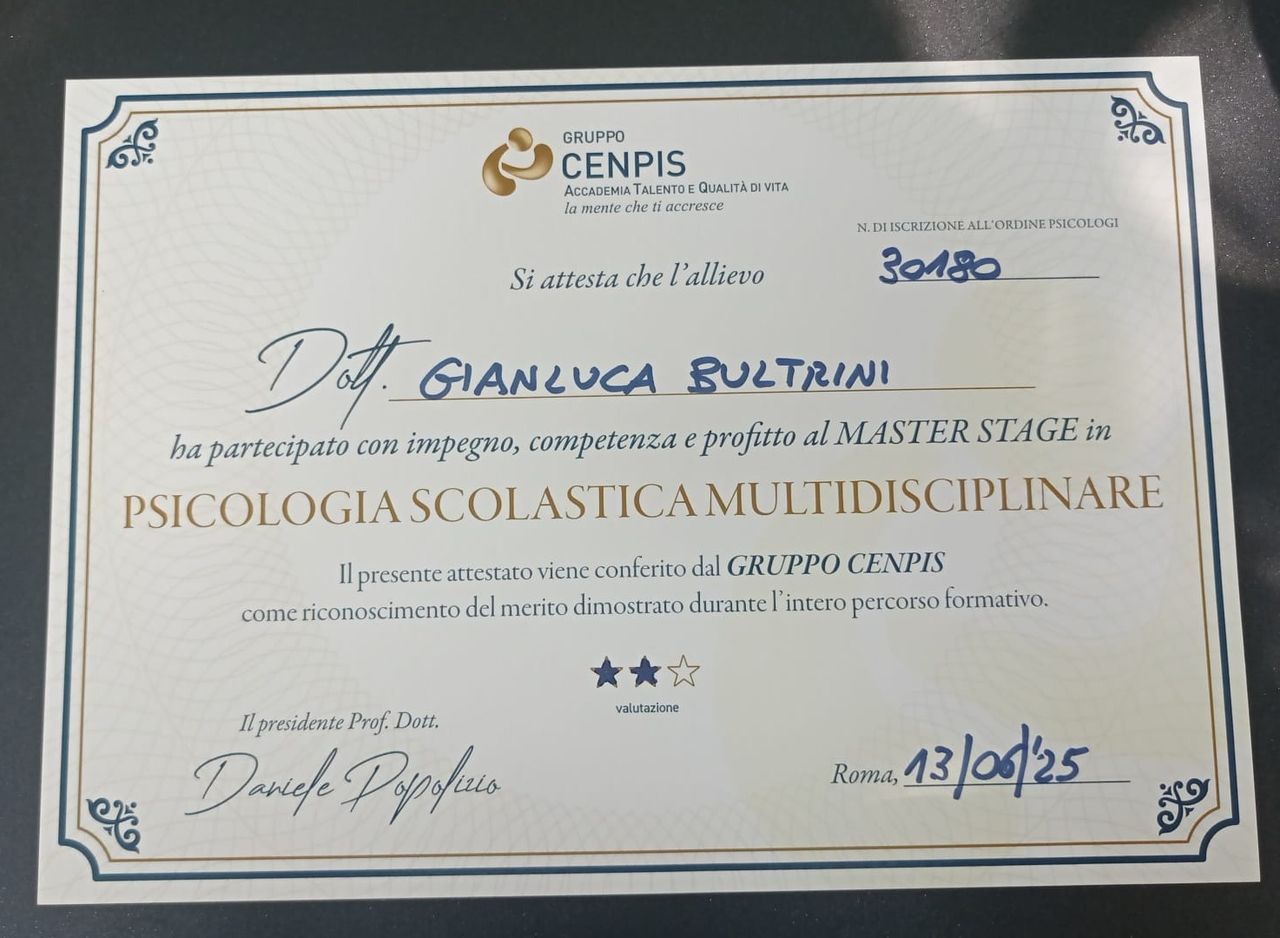 GRUPPO
CENPIS
ACCADEMIA TALENTO E QUALITÀ DI VITA
la mente che ti accresce
N. DI ISCRIZIONE ALL'ORDINE PSICOLOGI
30180
Si attesta che l'allievo
Dott. GIANLUCA BULTRINI
ha partecipato con impegno, competenza e profitto al MASTER STAGE in
PSICOLOGIA SCOLASTICA MULTIDISCIPLINARE
Il presente attestato viene conferito dal GRUPPO CENPIS
come riconoscimento del merito dimostrato durante l'intero percorso formativo.
valutazione
Il presidente Prof. Dott.
Daniele Popolizio
Roma, 13/06/'25